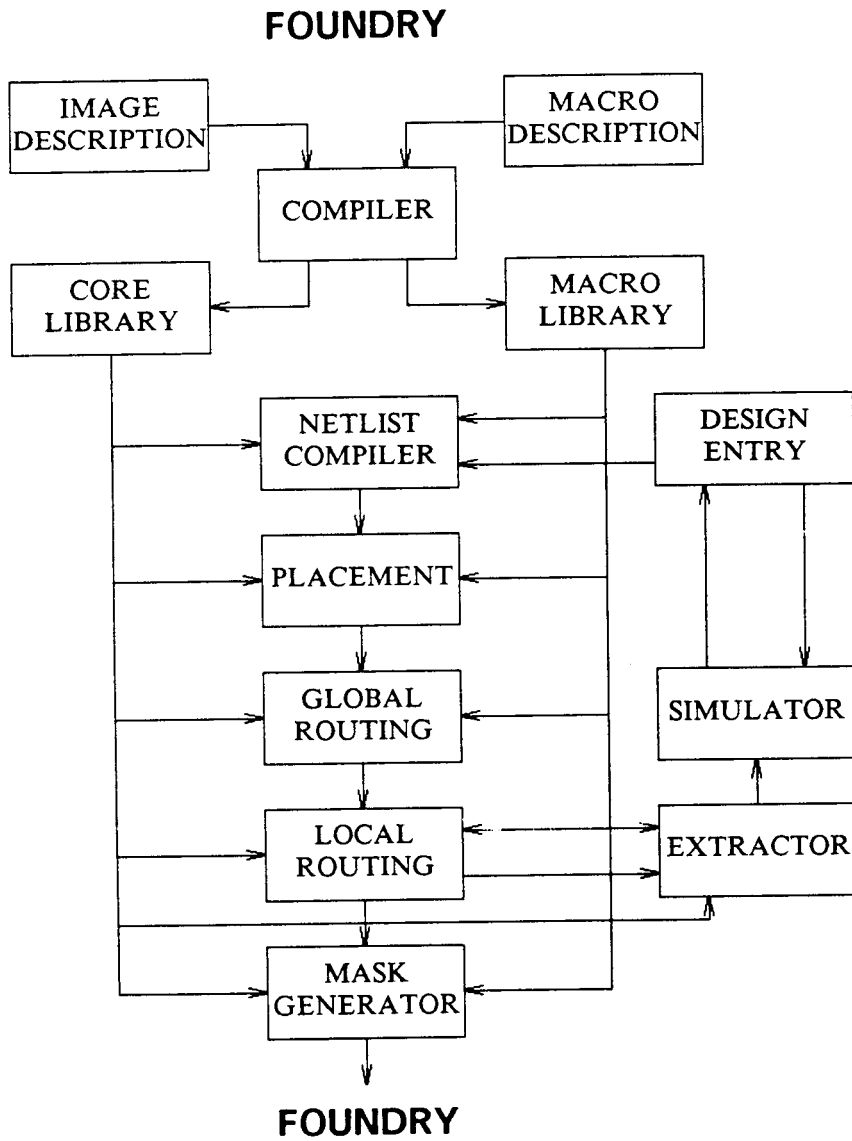 FOUNDRY
IMAGE
DESCRIPTION
MACRO
DESCRIPTION
COMPILER
CORE
LIBRARY
MACRO
LIBRARY
NETLIST
COMPILER
DESIGN
ENTRY
PLACEMENT
GLOBAL
ROUTING
SIMULATOR
LOCAL
ROUTING
EXTRACTOR
MASK
GENERATOR
FOUNDRY